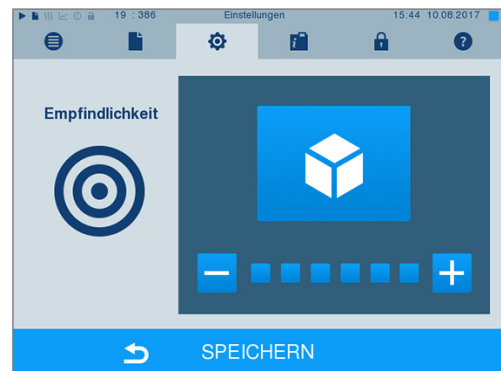 19 : 386 Einstellungen 15:44 10.08.2017
i ?
Empfindlichkeit
SPEICHERN